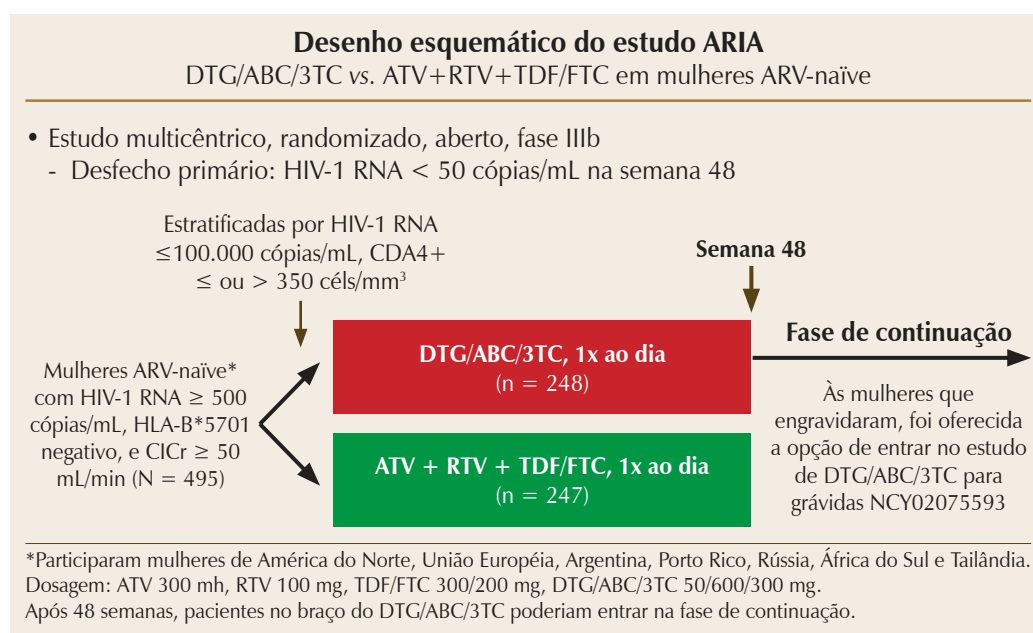 Desenho esquemático do estudo ARIA
DTG/ABC/3TC vs. ATV+RTV+TDF/FTC em mulheres ARV-naïve
• Estudo multicêntrico, randomizado, aberto, fase IIIb
- Desfecho primário: HIV-1 RNA < 50 cópias/mL na semana 48
Estratificadas por HIV-1 RNA
≤100.000 cópias/mL, CDA4+
≤ ou > 350 céls/mm³
Semana 48
Mulheres ARV-naïve*
com HIV-1 RNA ≥ 500
cópias/mL, HLA-B*5701
negativo, e ClCr ≥ 50
mL/min (N = 495)
DTG/ABC/3TC, 1x ao dia
(n = 248)
ATV + RTV + TDF/FTC, 1x ao dia
(n = 247)
Fase de continuação
Às mulheres que
engravidaram, foi oferecida
a opção de entrar no estudo
de DTG/ABC/3TC para
grávidas NCY02075593
*Participaram mulheres de América do Norte, União Européia, Argentina, Porto Rico, Rússia, África do Sul e Tailândia.
Dosagem: ATV 300 mh, RTV 100 mg, TDF/FTC 300/200 mg, DTG/ABC/3TC 50/600/300 mg.
Após 48 semanas, pacientes no braço do DTG/ABC/3TC poderiam entrar na fase de continuação.